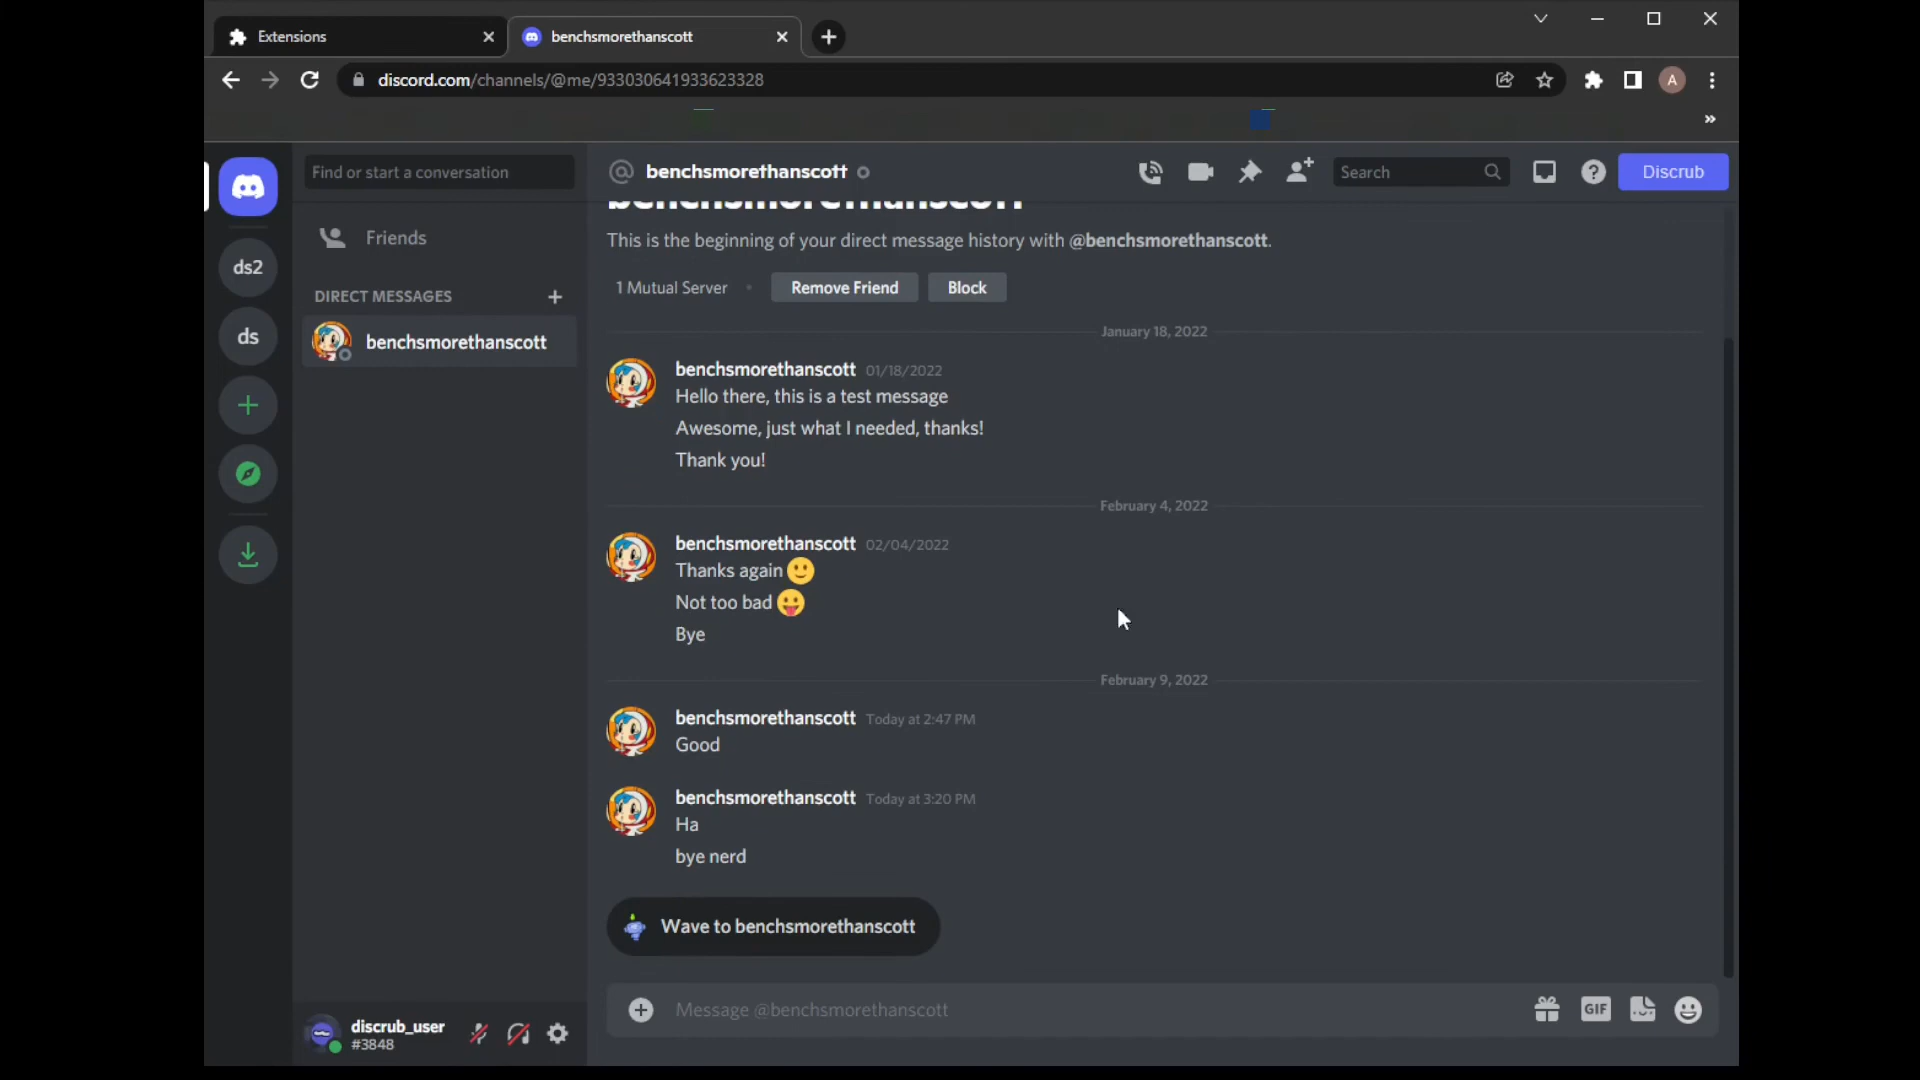 Extensions
benchsmorethanscott
discord.com/channels/@me/933030641933623328
A
Find or start a conversation
benchsmorethanscott
Search
Discrub
benchsmorethanscott
This is the beginning of your direct message history with @benchsmorethanscott.
1 Mutual Server
Remove Friend
Block
Friends
DIRECT MESSAGES
benchsmorethanscott
ds2
ds
January 18, 2022
benchsmorethanscott 01/18/2022
Hello there, this is a test message
Awesome, just what I needed, thanks!
Thank you!
February 4, 2022
benchsmorethanscott 02/04/2022
Thanks again 🙂
Not too bad 😛
Bye
February 9, 2022
benchsmorethanscott Today at 2:47 PM
Good
benchsmorethanscott Today at 3:20 PM
Ha
bye nerd
Wave to benchsmorethanscott
Message @benchsmorethanscott
GIF
discrub_user
#3848